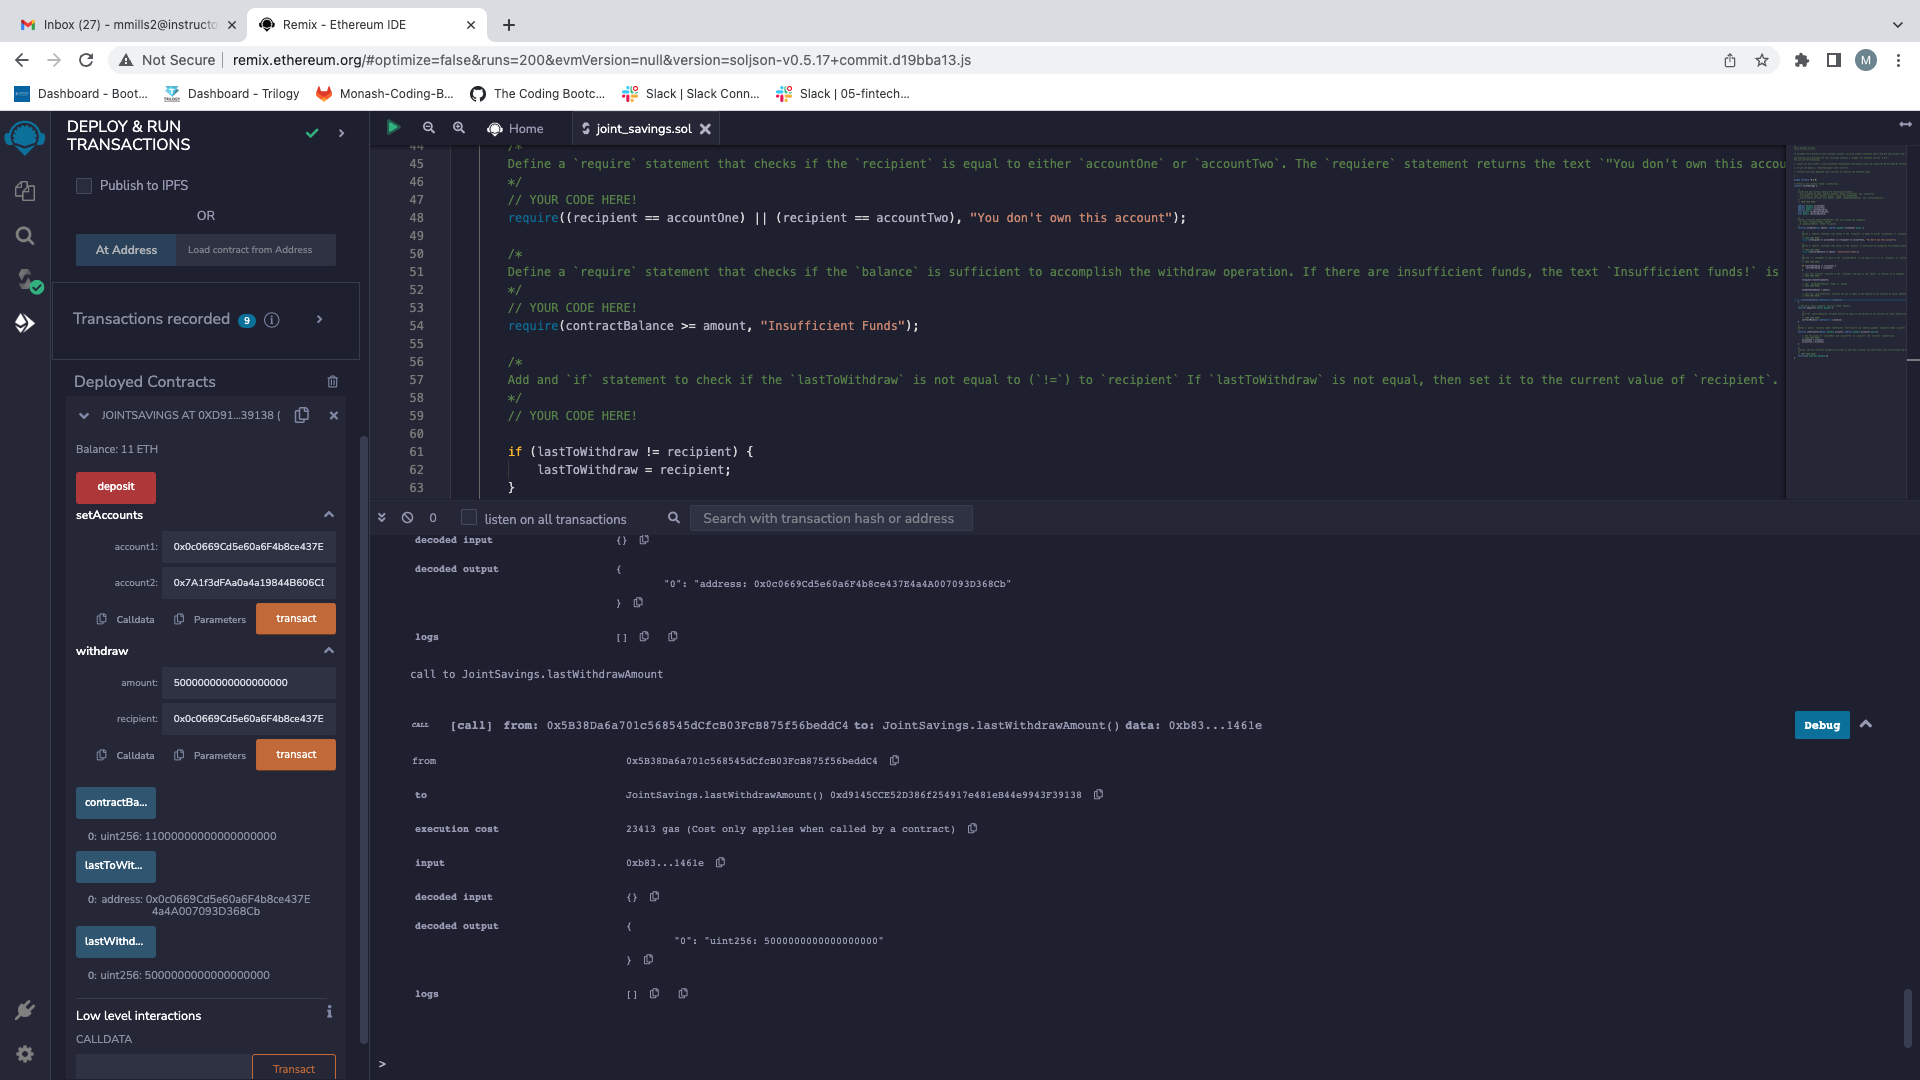 Inbox (27) - mmills2@instructo
Remix - Ethereum IDE
Not Secure
remix.ethereum.org/#optimize=false&runs=200&evmVersion=null&version=soljson-v0.5.17+commit.d19bba13.js
M
Dashboard - Boot...
Dashboard - Trilogy
Monash-Coding-B...
The Coding Bootc...
Slack | Slack Conn...
Slack | 05-fintech...
DEPLOY & RUN
TRANSACTIONS
Publish to IPFS
OR
At Address
Load contract from Address
Transactions recorded 9 i
Deployed Contracts
JOINTSAVINGS AT 0XD91...39138 (
Balance: 11 ETH
deposit
setAccounts
account1: 0x0c0669Cd5e60a6F4b8ce437E
account2: 0x7A1f3dFAa0a4a19844B606CD
Calldata Parameters transact
withdraw
amount: 5000000000000000000
recipient: 0x0c0669Cd5e60a6F4b8ce437E
Calldata Parameters transact
contractBa...
0: uint256: 11000000000000000000
lastToWit...
0: address: 0x0c0669Cd5e60a6F4b8ce437E
4a4A007093D368Cb
lastWithd...
0: uint256: 5000000000000000000
Low level interactions i
CALLDATA
Transact
Home
joint_savings.sol
44 /*
45 Define a `require` statement that checks if the `recipient` is equal to either `accountOne` or `accountTwo`. The `requiere` statement returns the text `"You don't own this accou
46 */
47 // YOUR CODE HERE!
48 require((recipient == accountOne) || (recipient == accountTwo), "You don't own this account");
49
50 /*
51 Define a `require` statement that checks if the `balance` is sufficient to accomplish the withdraw operation. If there are insufficient funds, the text `Insufficient funds!` is
52 */
53 // YOUR CODE HERE!
54 require(contractBalance >= amount, "Insufficient Funds");
55
56 /*
57 Add and `if` statement to check if the `lastToWithdraw` is not equal to (`!=`) to `recipient` If `lastToWithdraw` is not equal, then set it to the current value of `recipient`.
58 */
59 // YOUR CODE HERE!
60
61 if (lastToWithdraw != recipient) {
62 lastToWithdraw = recipient;
63 }
0 listen on all transactions Search with transaction hash or address
decoded input {}
decoded output {
"0": "address: 0x0c0669Cd5e60a6F4b8ce437E4a4A007093D368Cb"
}
logs []
call to JointSavings.lastWithdrawAmount
CALL [call] from: 0x5B38Da6a701c568545dCfcB03FcB875f56beddC4 to: JointSavings.lastWithdrawAmount() data: 0xb83...1461e
Debug
from 0x5B38Da6a701c568545dCfcB03FcB875f56beddC4
to JointSavings.lastWithdrawAmount() 0xd9145CCE52D386f254917e481eB44e9943F39138
execution cost 23413 gas (Cost only applies when called by a contract)
input 0xb83...1461e
decoded input {}
decoded output {
"0": "uint256: 5000000000000000000"
}
logs []
>